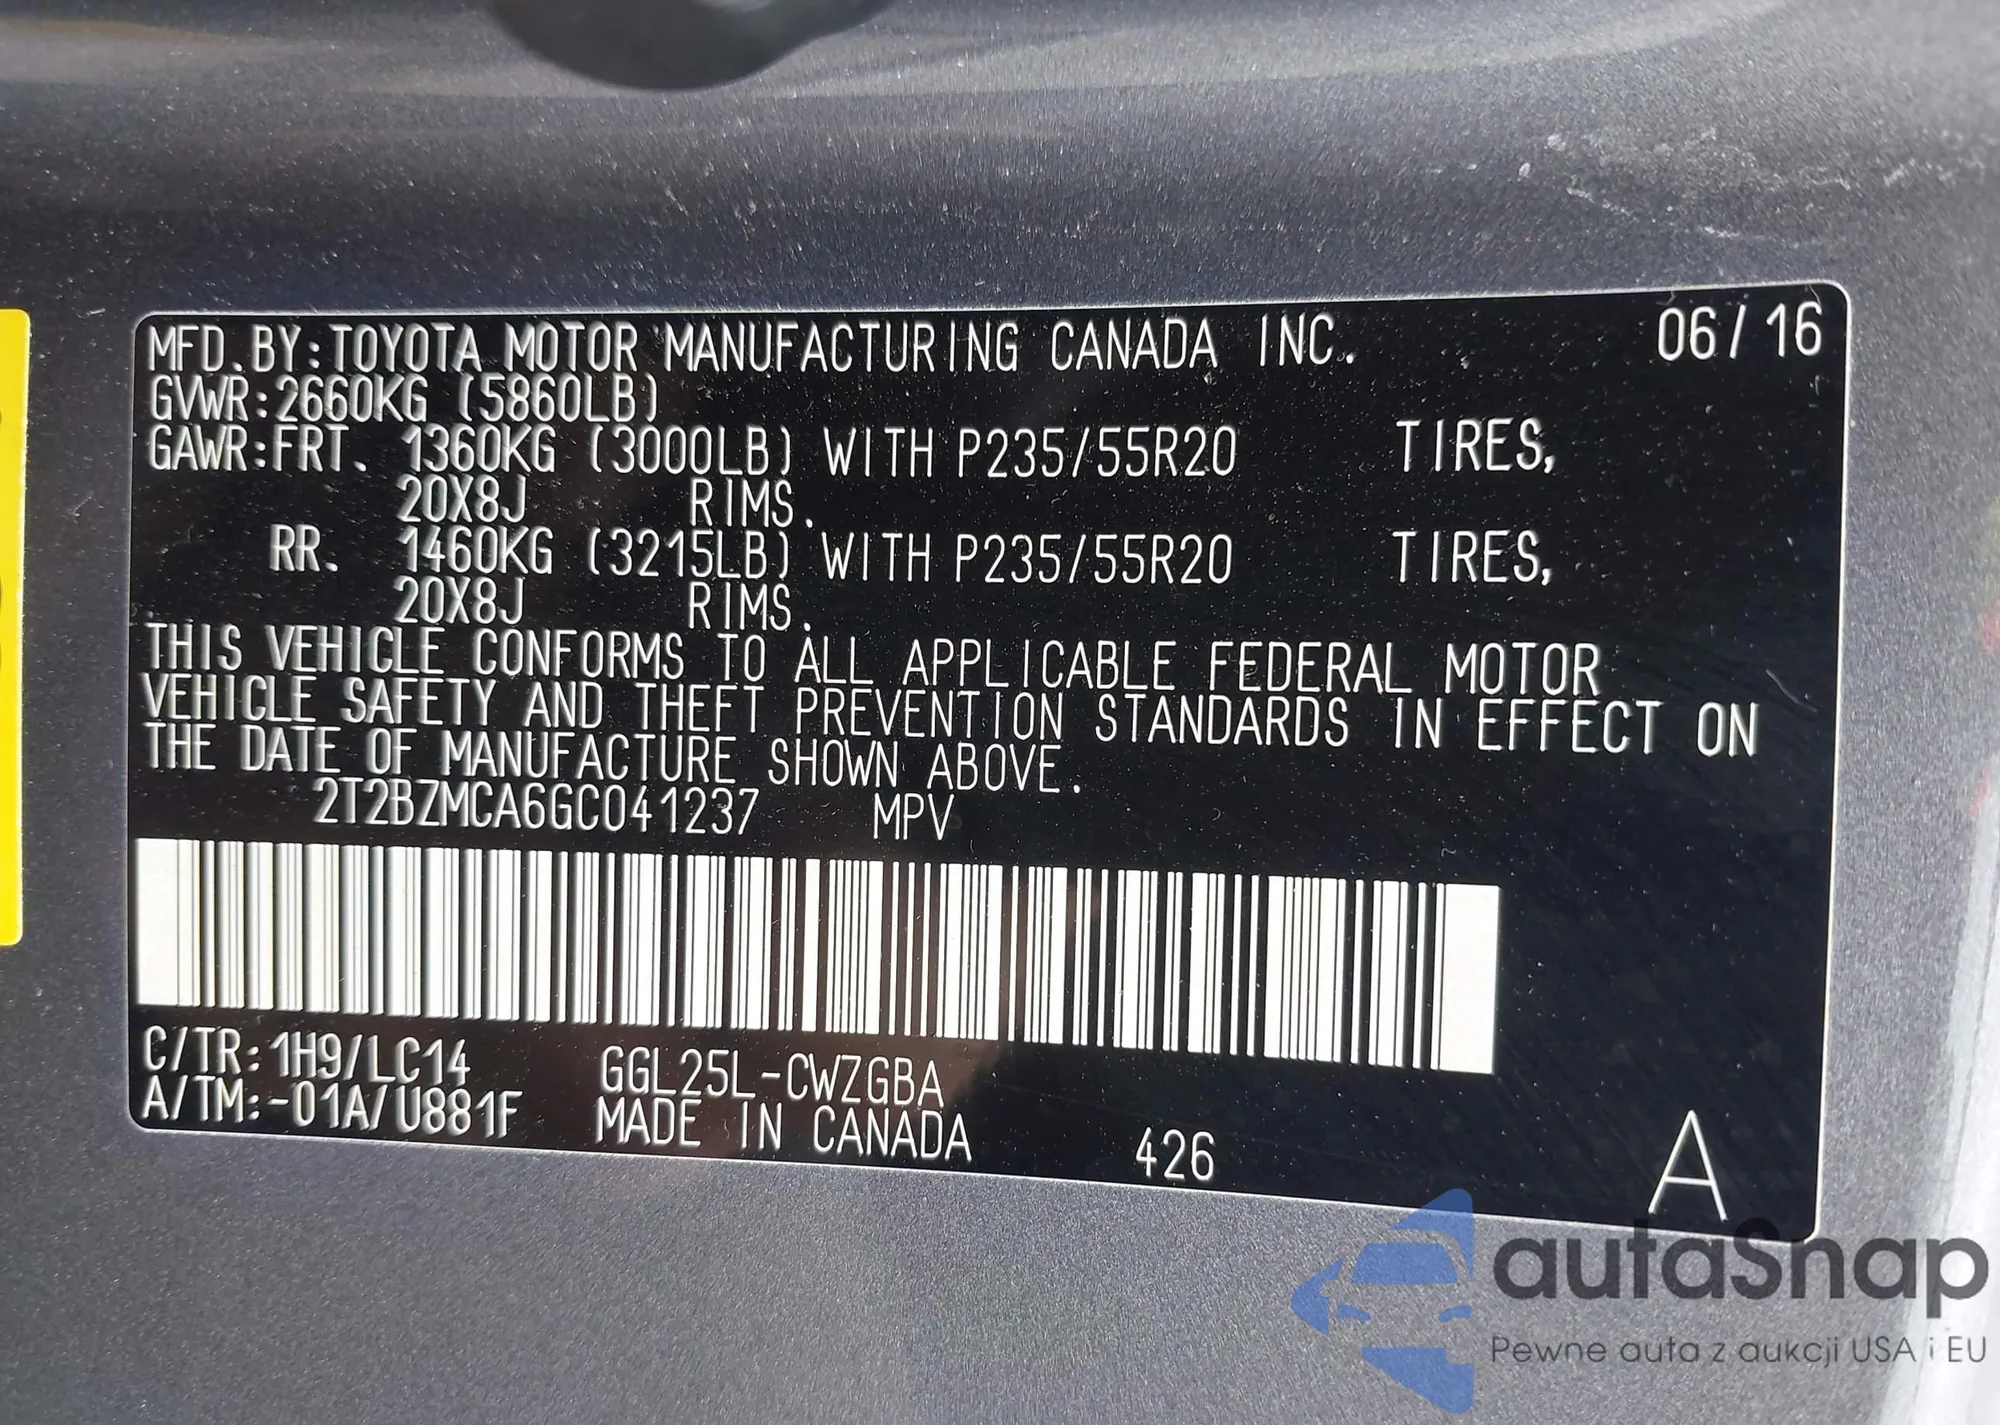 MFD.BY:TOYOTA MOTOR MANUFACTURING CANADA INC. 06/16
GVWR:2660KG (5860LB)
GAWR:FRT. 1360KG (3000LB) WITH P235/55R20 TIRES,
20X8J RIMS.
RR. 1460KG (3215LB) WITH P235/55R20 TIRES,
20X8J RIMS.
THIS VEHICLE CONFORMS TO ALL APPLICABLE FEDERAL MOTOR
VEHICLE SAFETY AND THEFT PREVENTION STANDARDS IN EFFECT ON
THE DATE OF MANUFACTURE SHOWN ABOVE.
2T2BZMCA6GC041237 MPV
C/TR:1H9/LC14 GGL25L-CWZGBA
A/TM:-01A/U881F MADE IN CANADA 426 A
autaSnap
Pewne auta z aukcji USA i EU